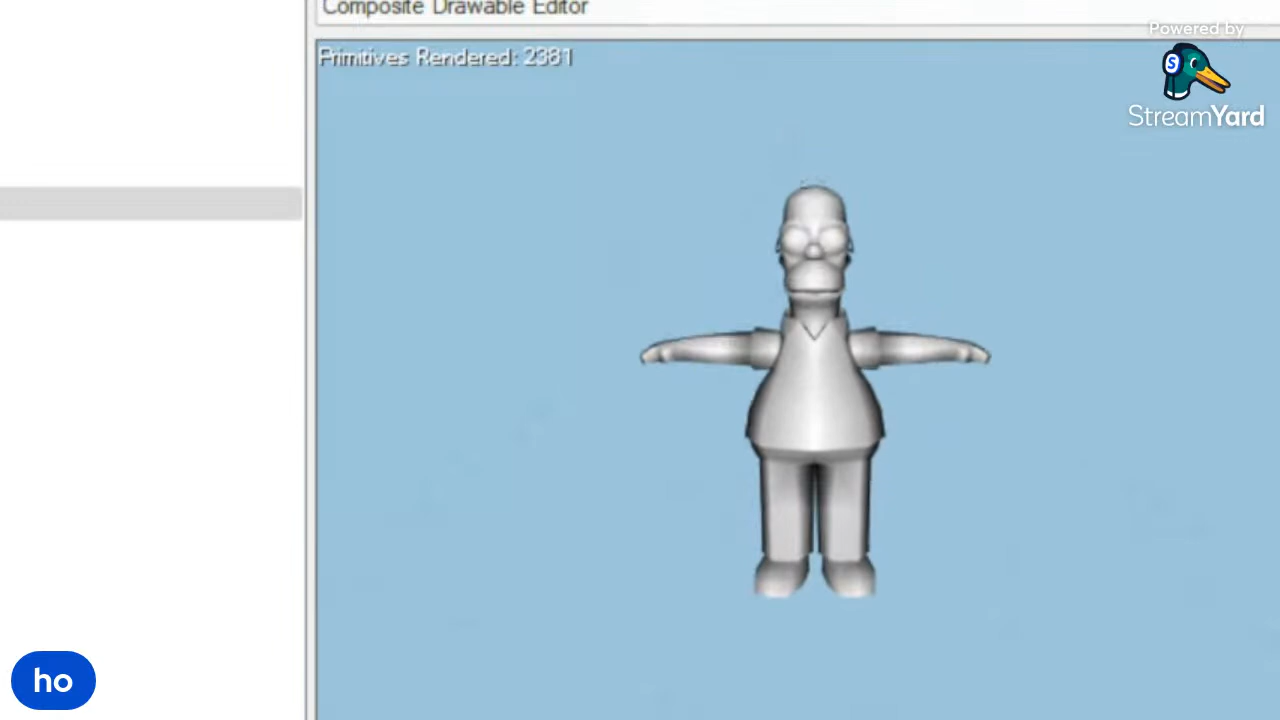 Composite Drawable Editor
Primitives Rendered: 2381
Powered by
StreamYard
S
ho